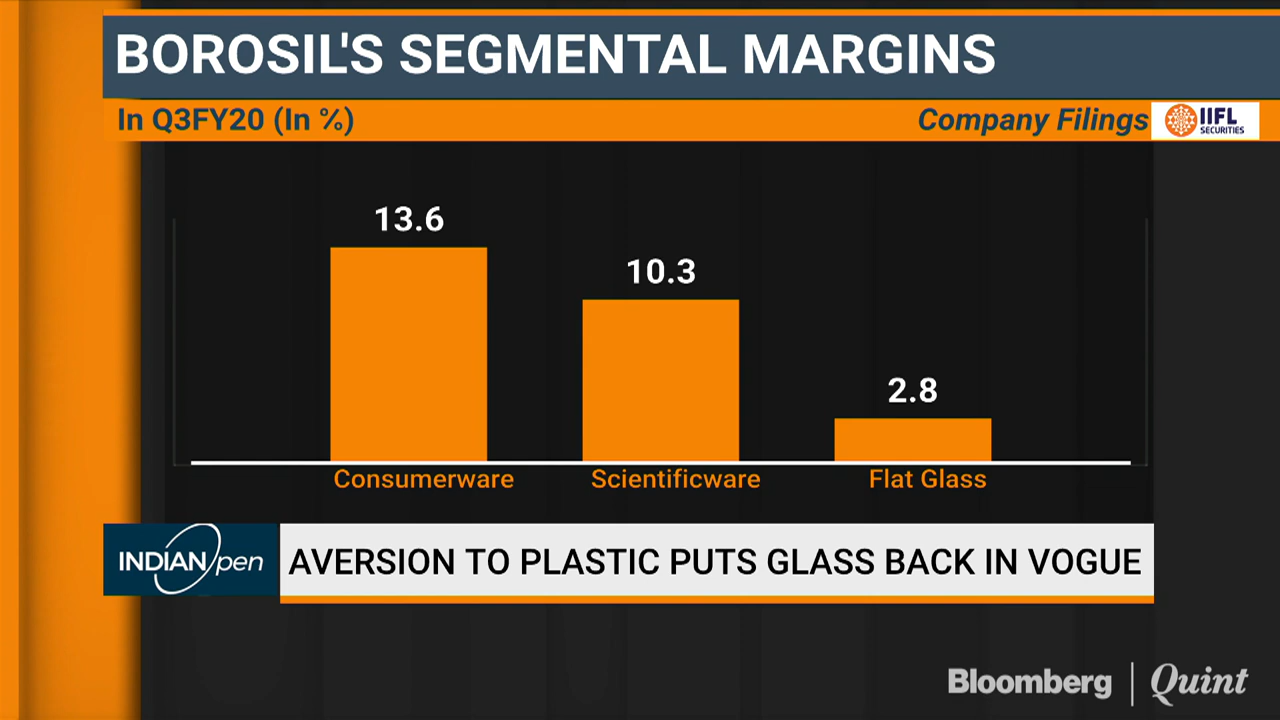 BOROSIL'S SEGMENTAL MARGINS
In Q3FY20 (In %)
Company Filings
IIFL
SECURITIES
13.6
10.3
2.8
Consumerware
Scientificware
Flat Glass
INDIAN Open
AVERSION TO PLASTIC PUTS GLASS BACK IN VOGUE
Bloomberg | Quint